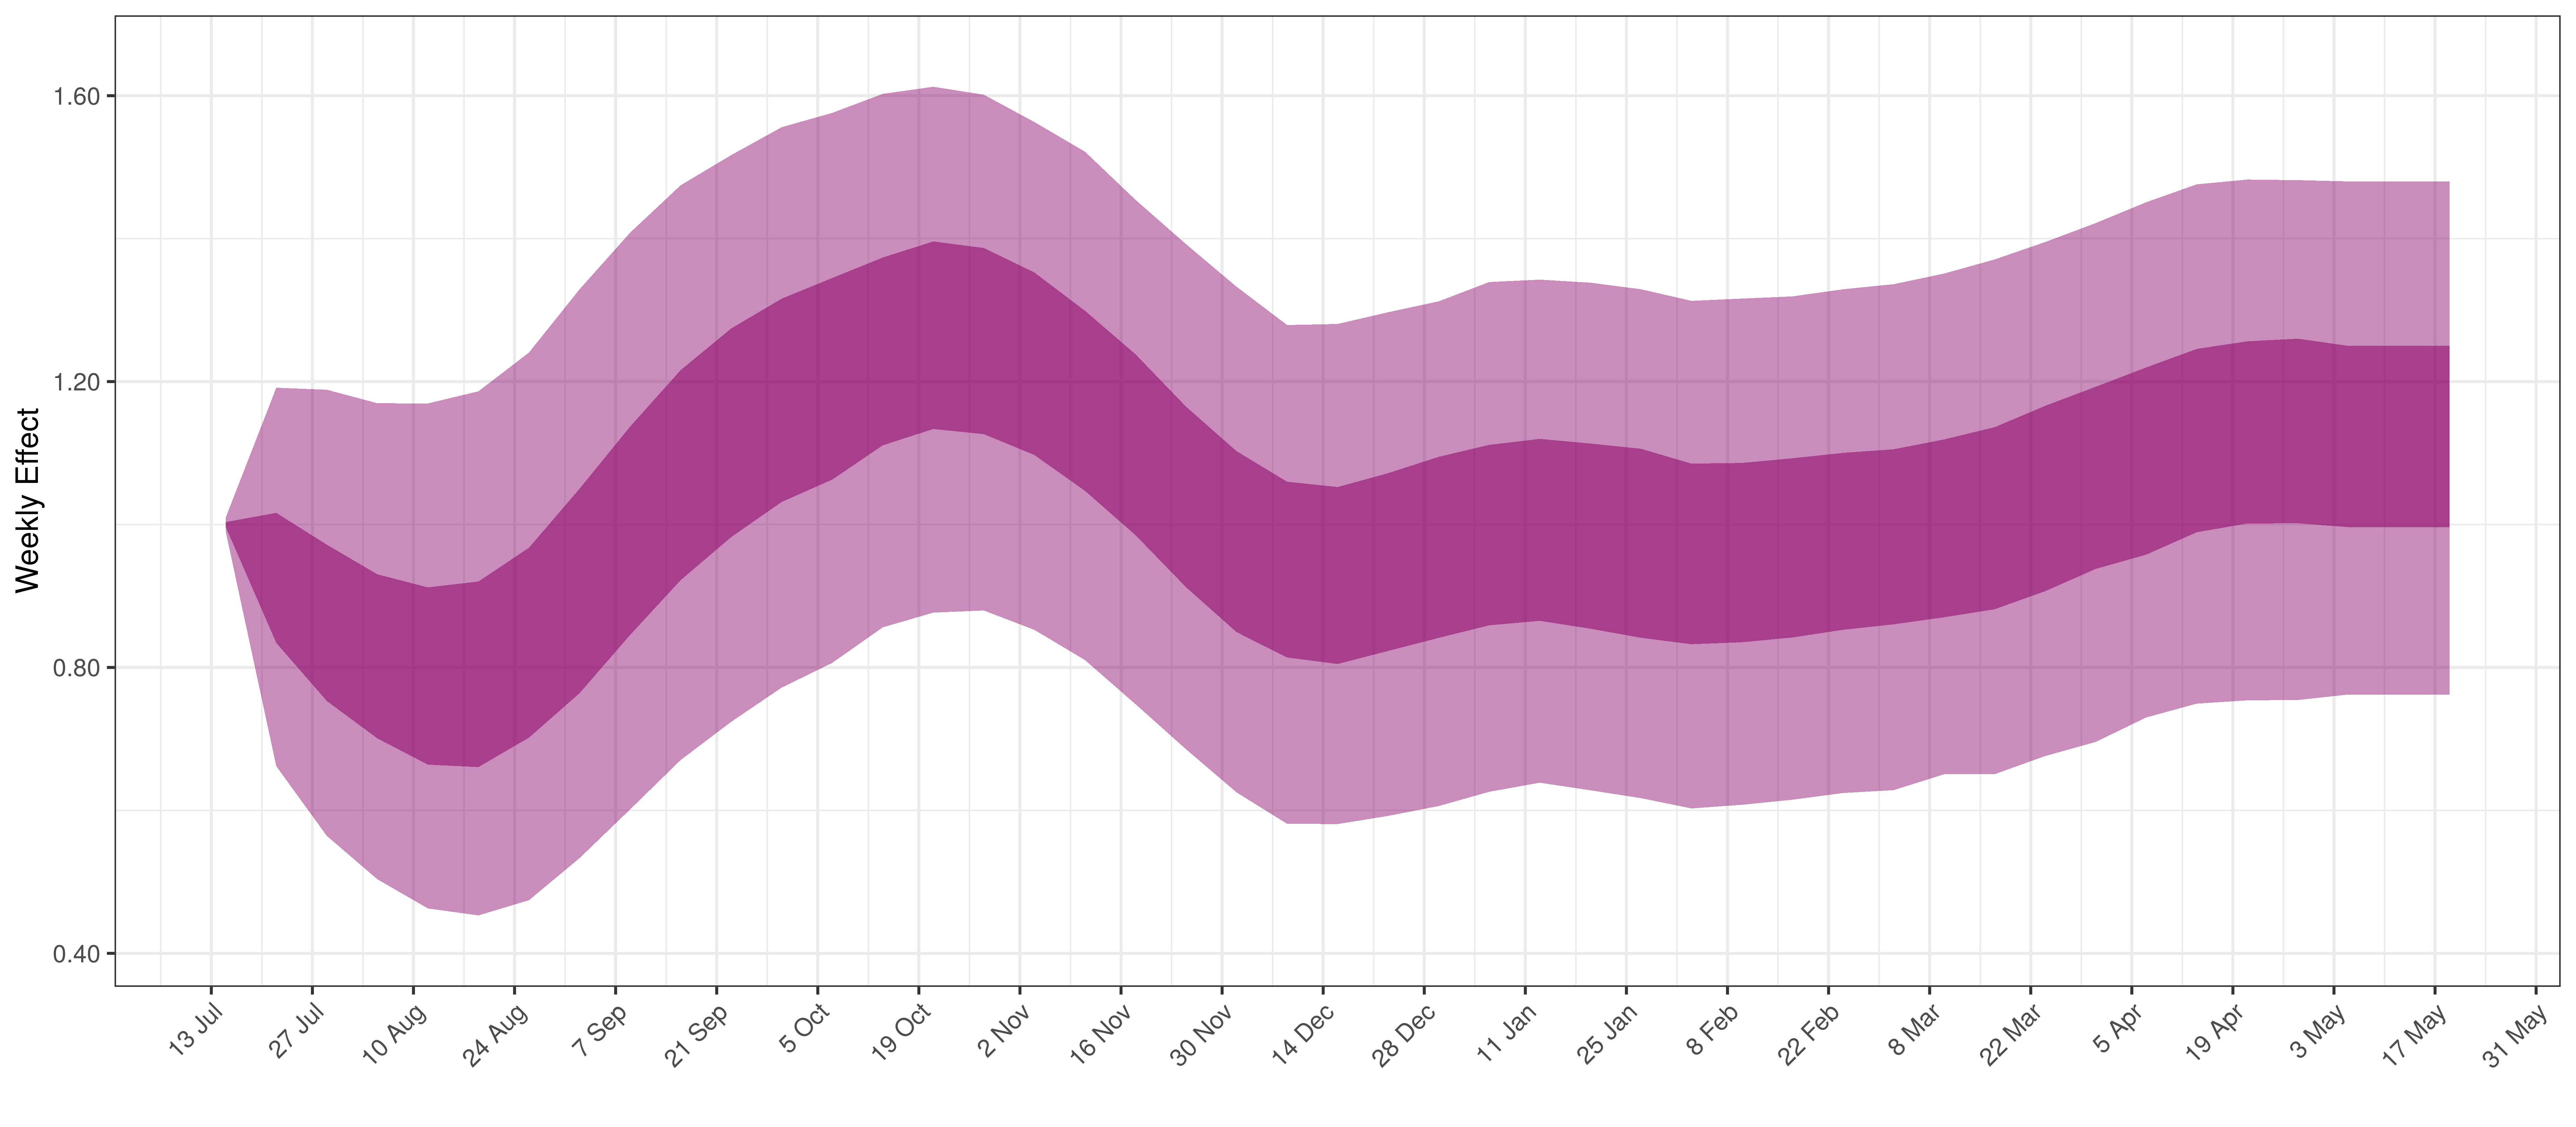 Weekly Effect
1.60
1.20
0.80
0.40
13 Jul
27 Jul
10 Aug
24 Aug
7 Sep
21 Sep
5 Oct
19 Oct
2 Nov
16 Nov
30 Nov
14 Dec
28 Dec
11 Jan
25 Jan
8 Feb
22 Feb
8 Mar
22 Mar
5 Apr
19 Apr
3 May
17 May
31 May